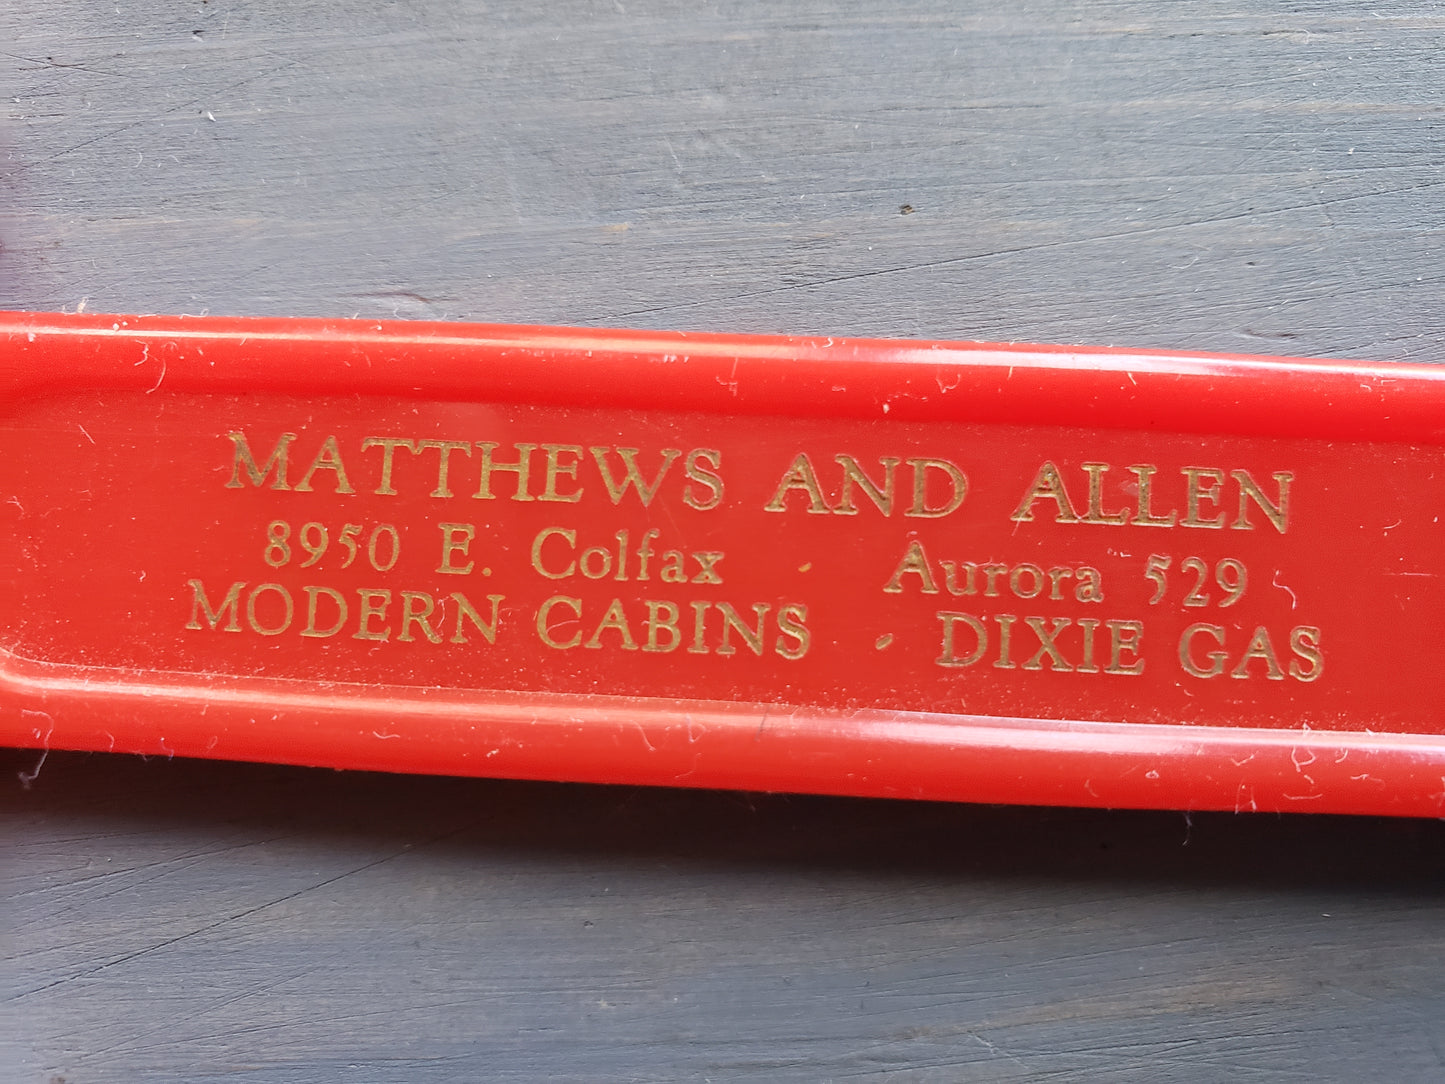 MATTHEWS AND ALLEN
8950 E. Colfax · Aurora 529
MODERN CABINS · DIXIE GAS